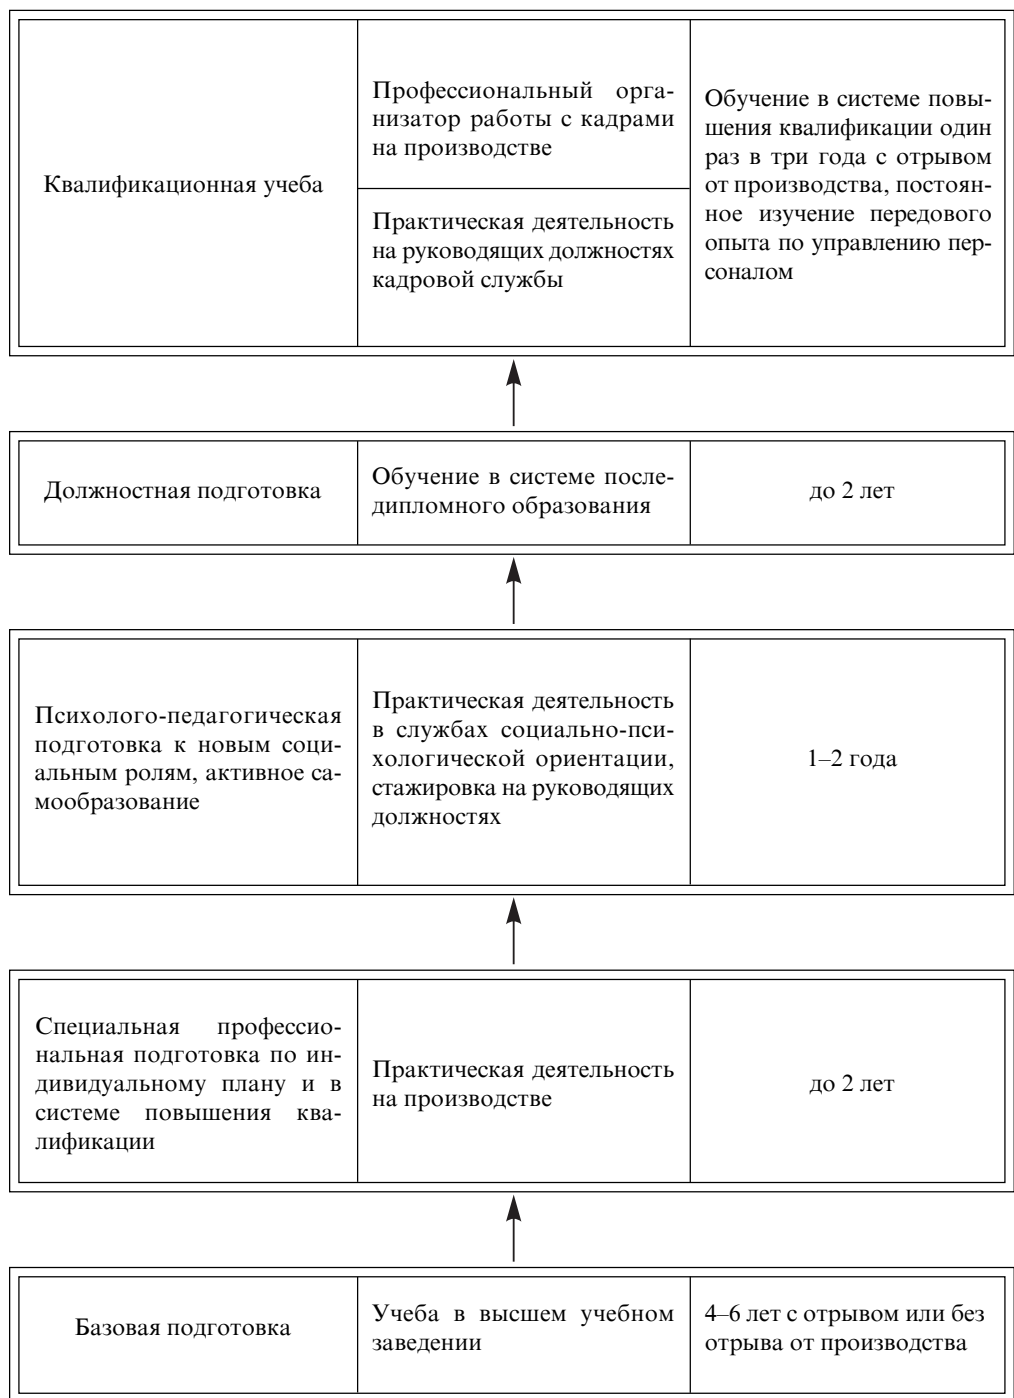 Квалификационная учеба
Профессиональный орга-
низатор работы с кадрами
на производстве
Практическая деятельность
на руководящих должностях
кадровой службы
Обучение в системе повы-
шения квалификации один
раз в три года с отрывом
от производства, постоян-
ное изучение передового
опыта по управлению пер-
соналом
Должностная подготовка
Обучение в системе после-
дипломного образования
до 2 лет
Психолого-педагогическая
подготовка к новым соци-
альным ролям, активное са-
мообразование
Практическая деятельность
в службах социально-пси-
хологической ориентации,
стажировка на руководящих
должностях
1–2 года
Специальная профессио-
нальная подготовка по ин-
дивидуальному плану и в
системе повышения ква-
лификации
Практическая деятельность
на производстве
до 2 лет
Базовая подготовка
Учеба в высшем учебном
заведении
4–6 лет с отрывом или без
отрыва от производства